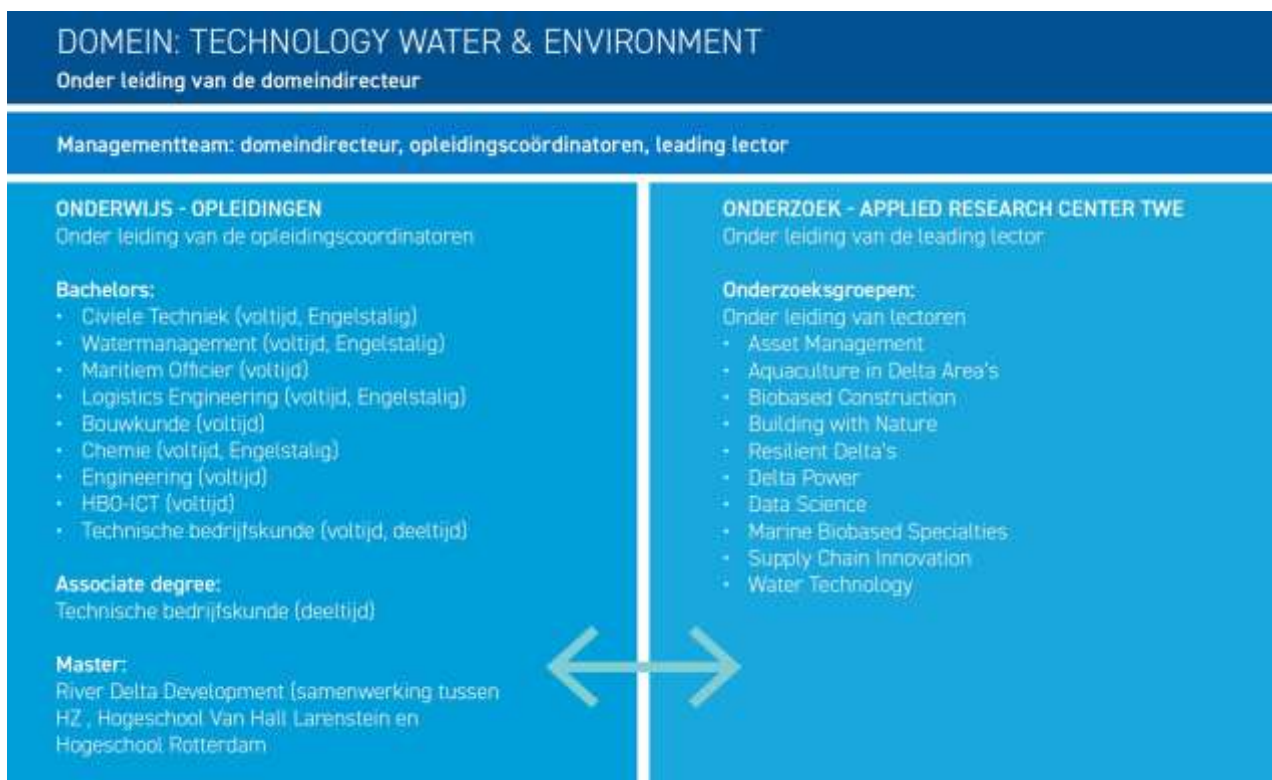 DOMEIN: TECHNOLOGY WATER & ENVIRONMENT
Onder leiding van de domeindirecteur
Managementteam: domeindirecteur, opleidingscoördinatoren, leading lector
ONDERWIJS - OPLEIDINGEN
Onder leiding van de opleidingscoordinatoren
Bachelors:
• Civiele Techniek (voltijd, Engelstalig)
• Watermanagement (voltijd, Engelstalig)
• Maritiem Officier (voltijd)
• Logistics Engineering (voltijd, Engelstalig)
• Bouwkunde (voltijd)
• Chemie (voltijd, Engelstalig)
• Engineering (voltijd)
• HBO-ICT (voltijd)
• Technische bedrijfskunde (voltijd, deeltijd)
Associate degree:
Technische bedrijfskunde (deeltijd)
Master:
River Delta Development (samenwerking tussen
HZ , Hogeschool Van Hall Larenstein en
Hogeschool Rotterdam
ONDERZOEK - APPLIED RESEARCH CENTER TWE
Onder leiding van de leading lector
Onderzoeksgroepen:
Onder leiding van lectoren
• Asset Management
• Aquaculture in Delta Area's
• Biobased Construction
• Building with Nature
• Resilient Delta's
• Delta Power
• Data Science
• Marine Biobased Specialties
• Supply Chain Innovation
• Water Technology